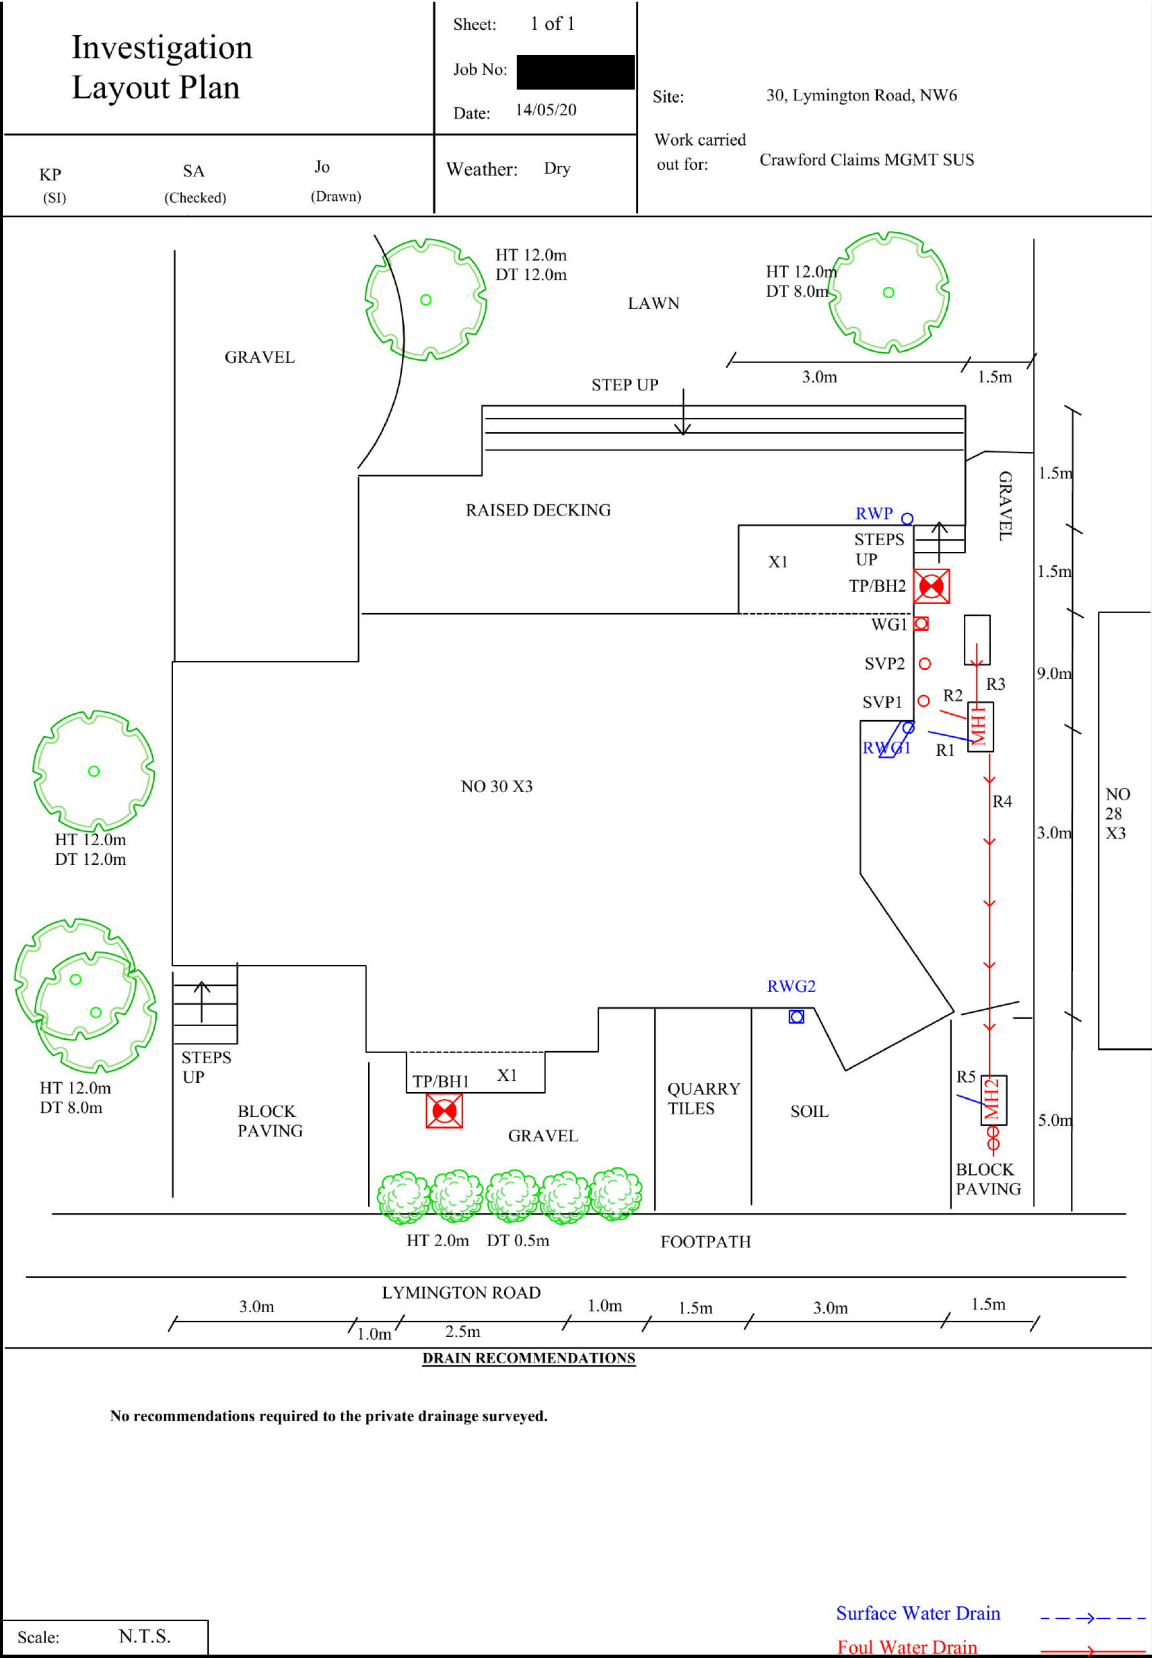 Investigation
Layout Plan
Sheet: 1 of 1
Job No:
Date: 14/05/20
Site: 30, Lymington Road, NW6
Work carried
out for: Crawford Claims MGMT SUS
KP
(SI)
SA
(Checked)
Jo
(Drawn)
Weather: Dry
HT 12.0m
DT 12.0m
HT 12.0m
DT 8.0m
LAWN
GRAVEL
3.0m
1.5m
STEP UP
1.5m
GRAVEL
RAISED DECKING
RWP
STEPS
UP
X1
1.5m
TP/BH2
WG1
SVP2
9.0m
R3
R2
SVP1
MH1
RWG1
R1
NO 30 X3
R4
NO
28
X3
3.0m
HT 12.0m
DT 12.0m
RWG2
STEPS
UP
HT 12.0m
DT 8.0m
TP/BH1
X1
R5
MH2
QUARRY
TILES
BLOCK
PAVING
SOIL
5.0m
GRAVEL
BLOCK
PAVING
HT 2.0m DT 0.5m
FOOTPATH
LYMINGTON ROAD
3.0m
1.0m
2.5m
1.0m
1.5m
3.0m
1.5m
DRAIN RECOMMENDATIONS
No recommendations required to the private drainage surveyed.
Surface Water Drain
Scale: N.T.S.
Foul Water Drain